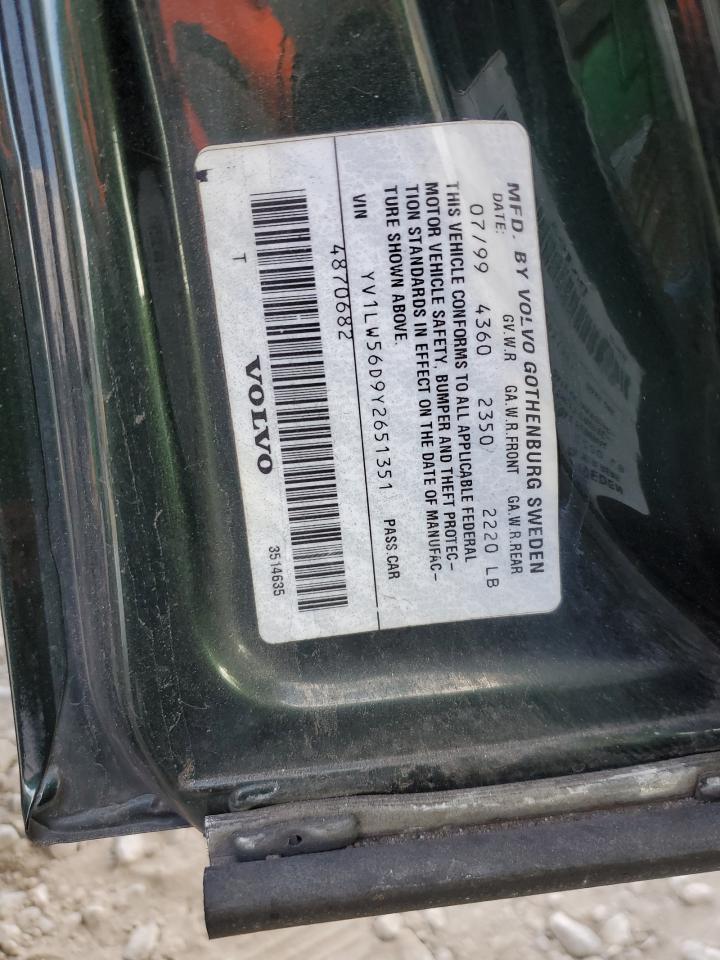 MFD. BY VOLVO GOTHENBURG SWEDEN
DATE: GV.W.R GA.W.R.FRONT GA.W.R.REAR
07/99 4360 2350 2220 LB
THIS VEHICLE CONFORMS TO ALL APPLICABLE FEDERAL
MOTOR VEHICLE SAFETY, BUMPER AND THEFT PROTEC-
TION STANDARDS IN EFFECT ON THE DATE OF MANUFAC-
TURE SHOWN ABOVE.
VIN YV1LW56D9Y2651351 PASS.CAR
4870682
T VOLVO 3514635